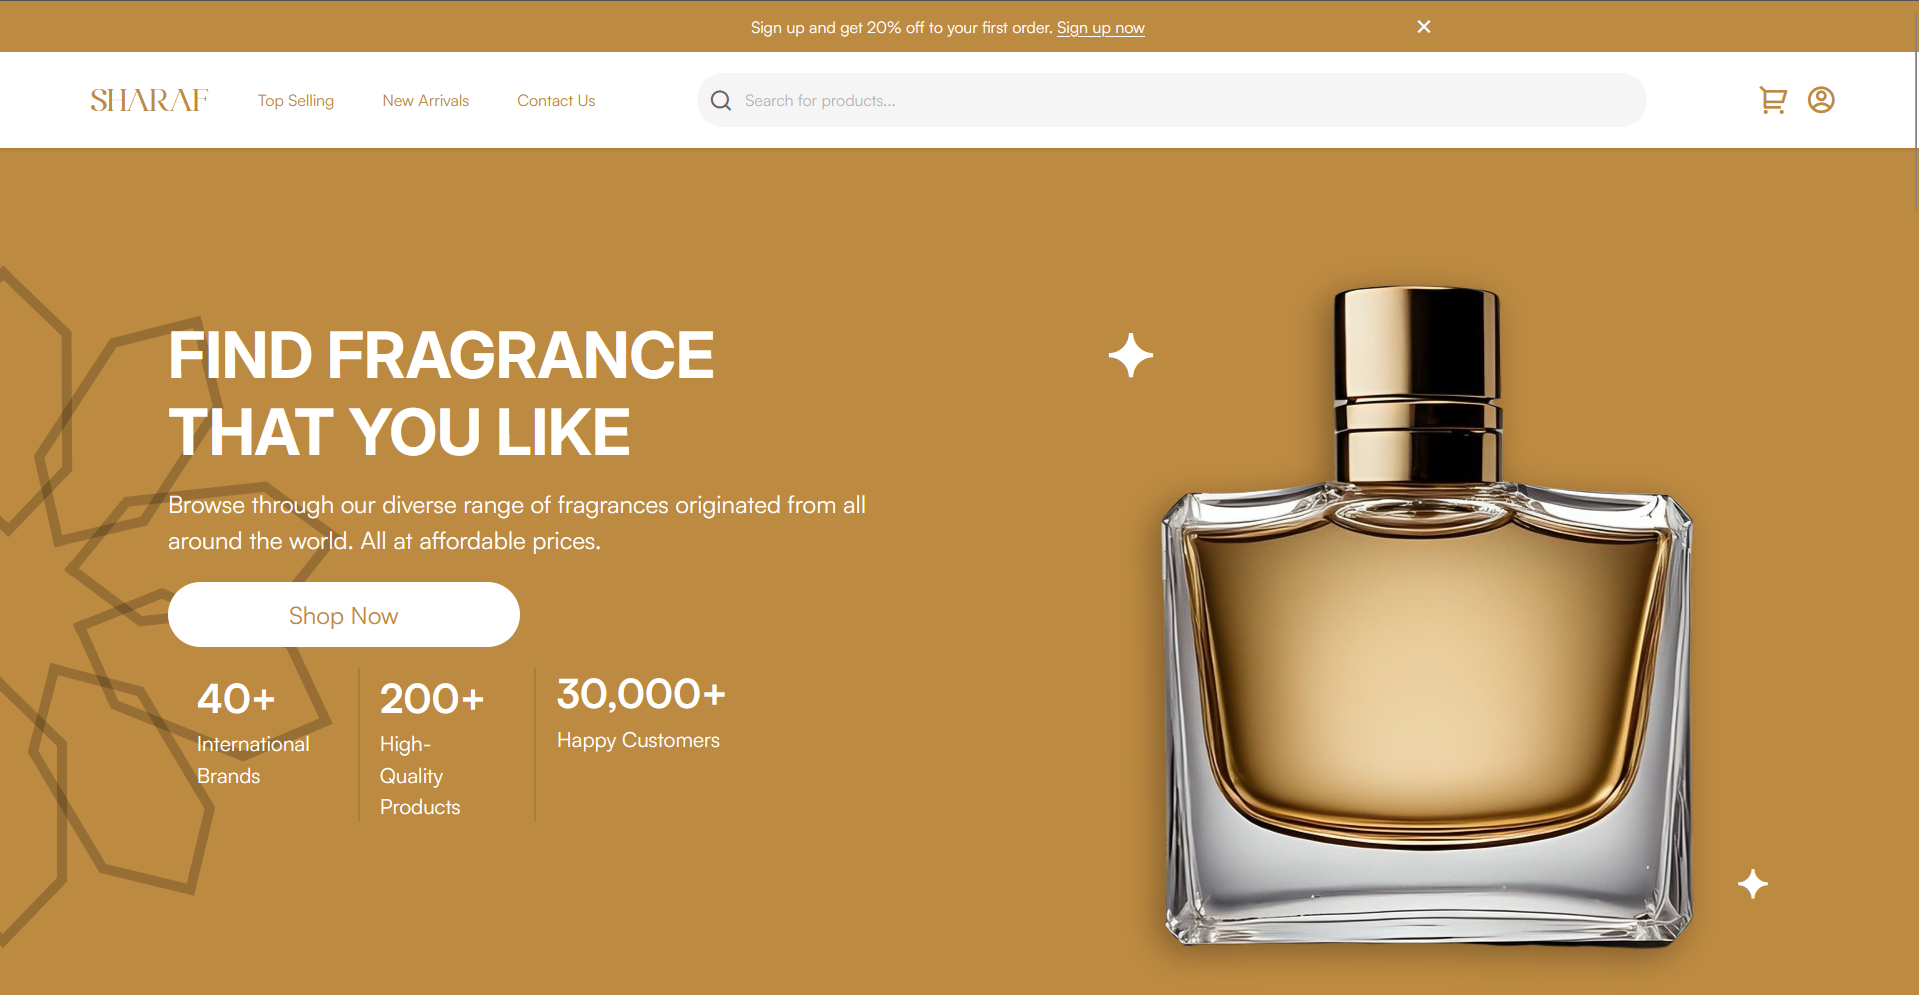 Sign up and get 20% off to your first order. Sign up now
SHARAF
Top Selling
New Arrivals
Contact Us
Search for products...
FIND FRAGRANCE
THAT YOU LIKE
Browse through our diverse range of fragrances originated from all
around the world. All at affordable prices.
Shop Now
40+
International
Brands
200+
High-
Quality
Products
30,000+
Happy Customers